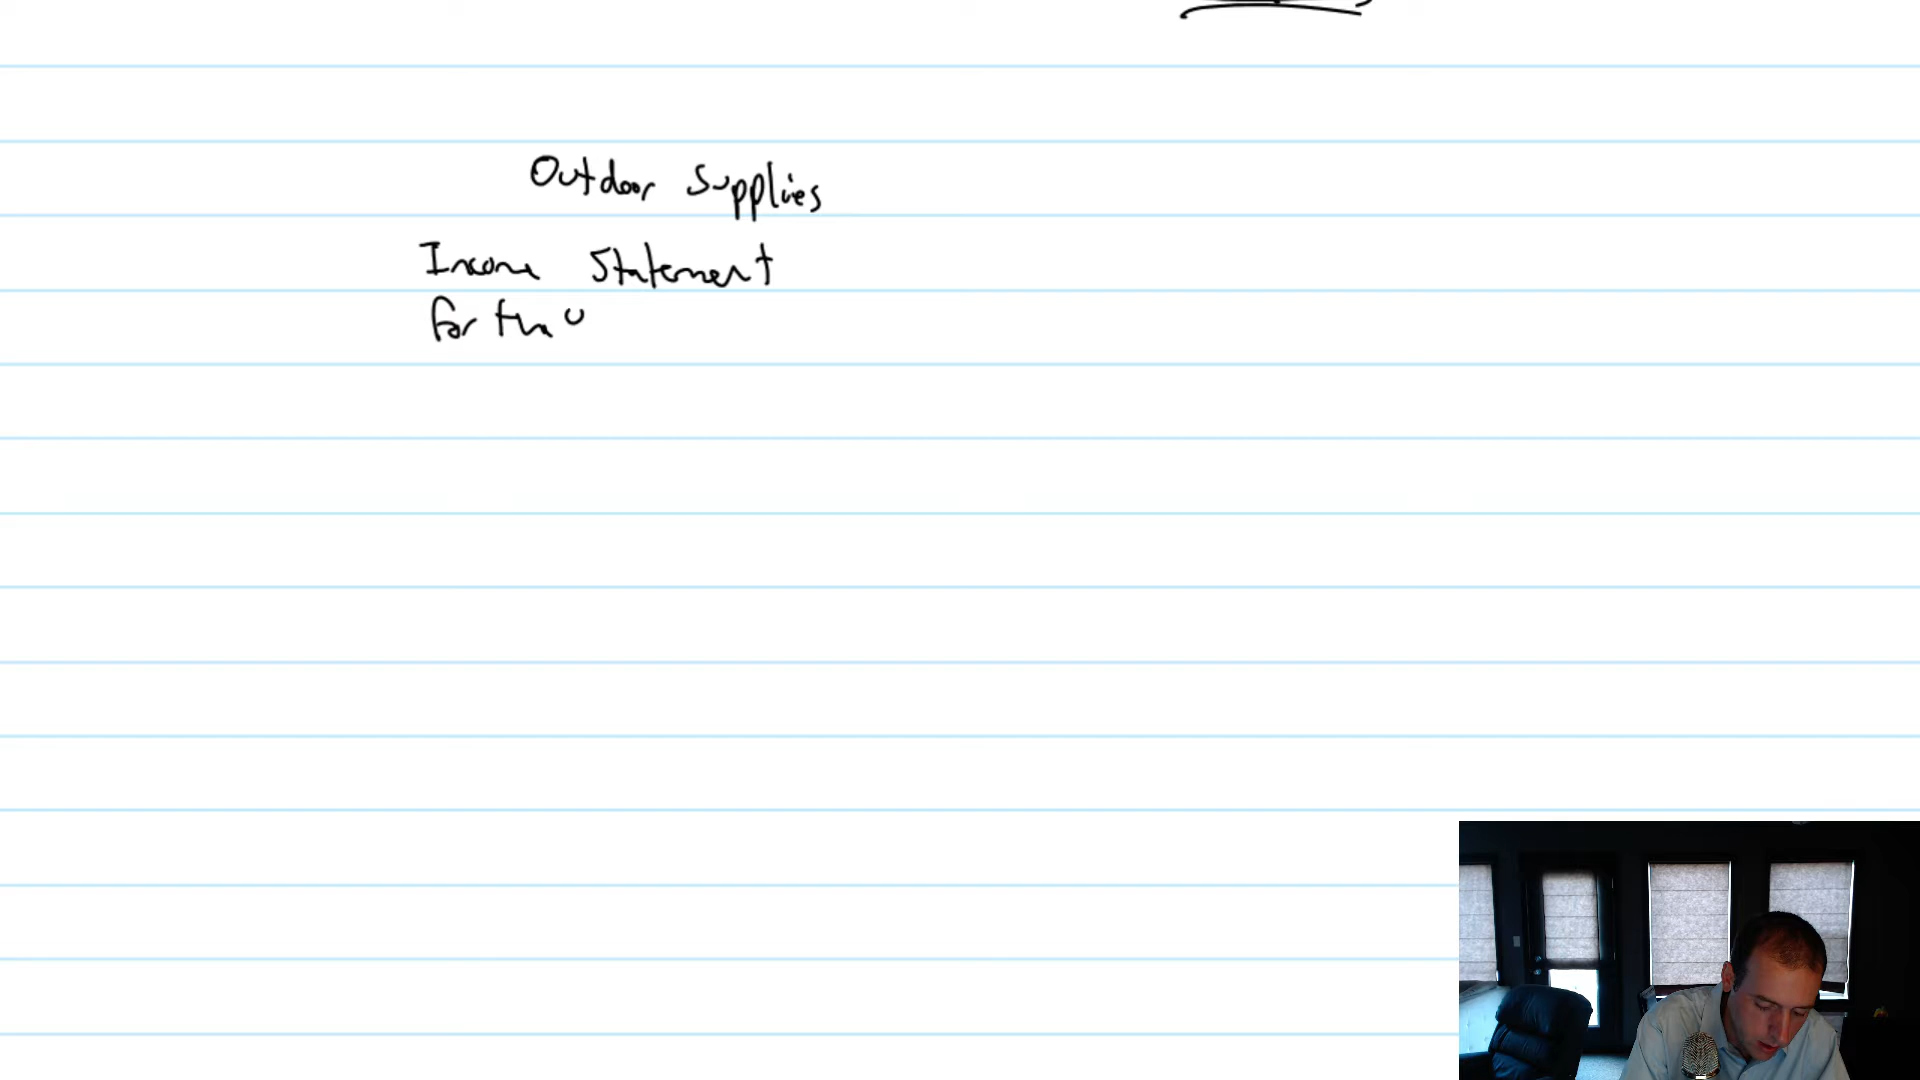 Outdoor Supplies
Income Statement
For the